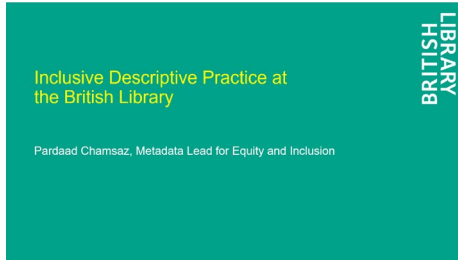 Inclusive Descriptive Practice at
the British Library
Pardaad Chamsaz, Metadata Lead for Equity and Inclusion
LIBRARY
BRITISH